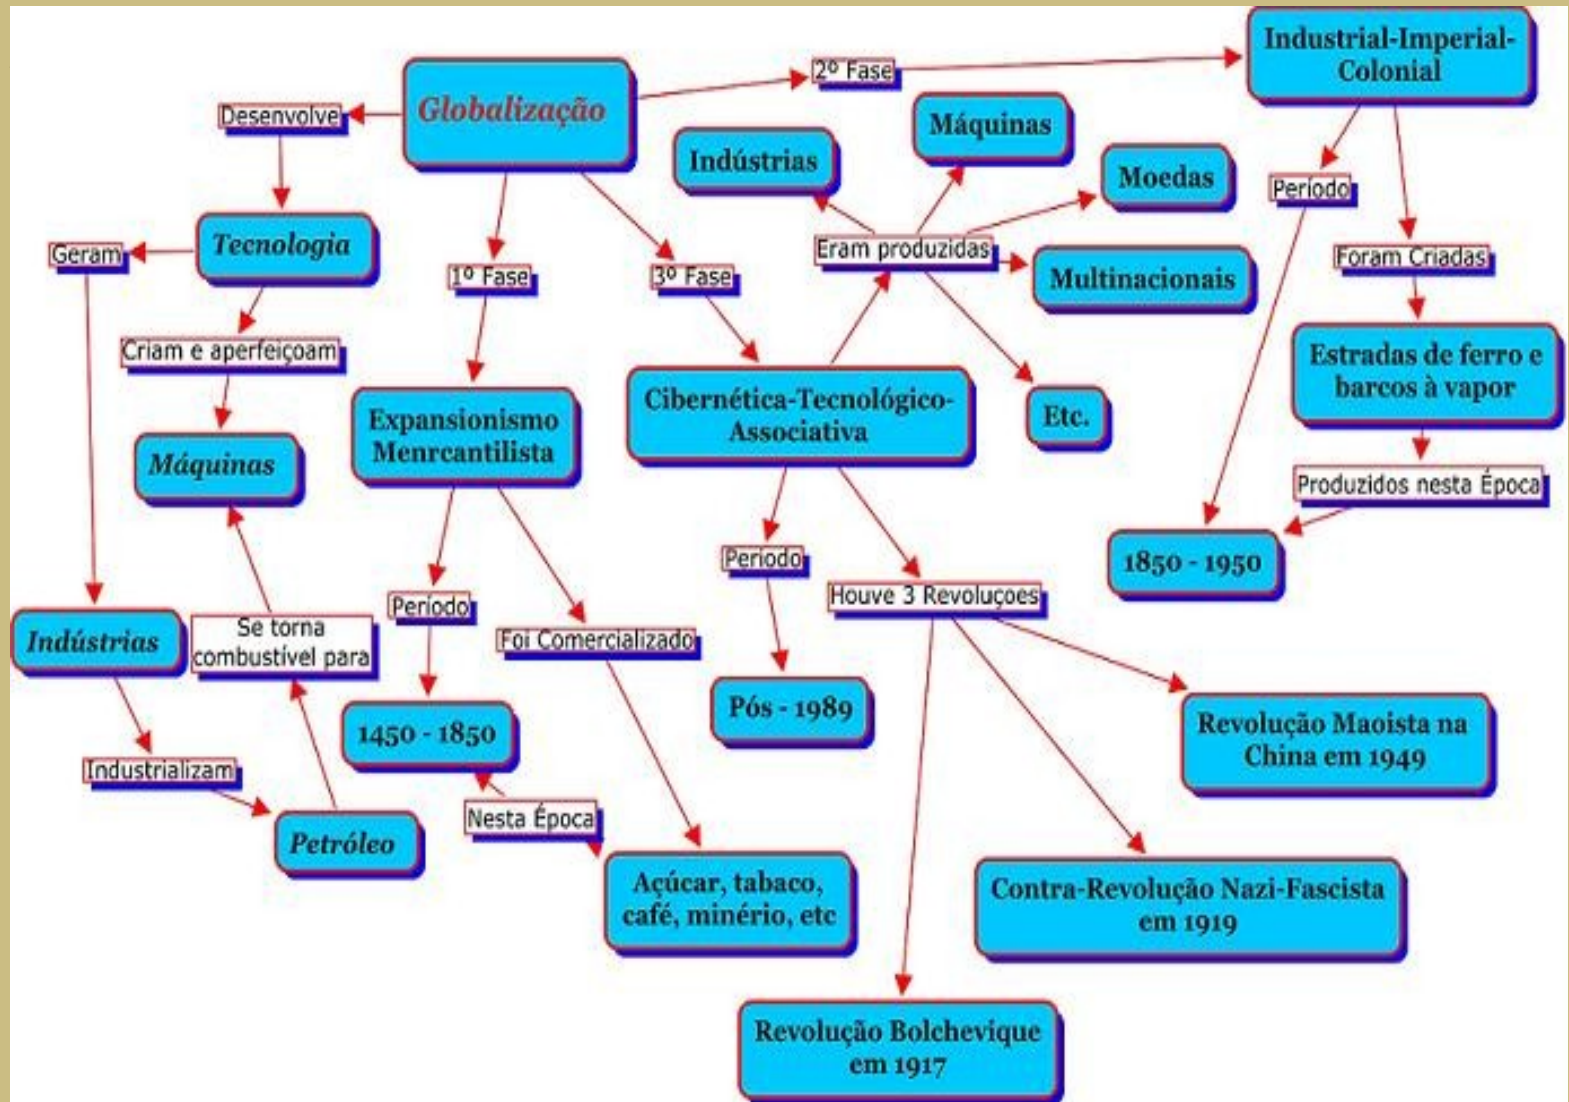 Industrial-Imperial-
Colonial
2º Fase
Globalização
Desenvolve
Máquinas
Indústrias
Moedas
Período
Tecnologia
Geram
Eram produzidas
Foram Criadas
1º Fase
3º Fase
Multinacionais
Criam e aperfeiçoam
Estradas de ferro e
barcos à vapor
Cibernética-Tecnológico-
Associativa
Etc.
Expansionismo
Menrcantilista
Máquinas
Produzidos nesta Época
Periodo
1850 - 1950
Houve 3 Revoluçoes
Período
Indústrias
Se torna
combustível para
Foi Comercializado
Pós - 1989
1450 - 1850
Revolução Maoista na
China em 1949
Industrializam
Nesta Época
Petróleo
Açúcar, tabaco,
café, minério, etc
Contra-Revolução Nazi-Fascista
em 1919
Revolução Bolchevique
em 1917